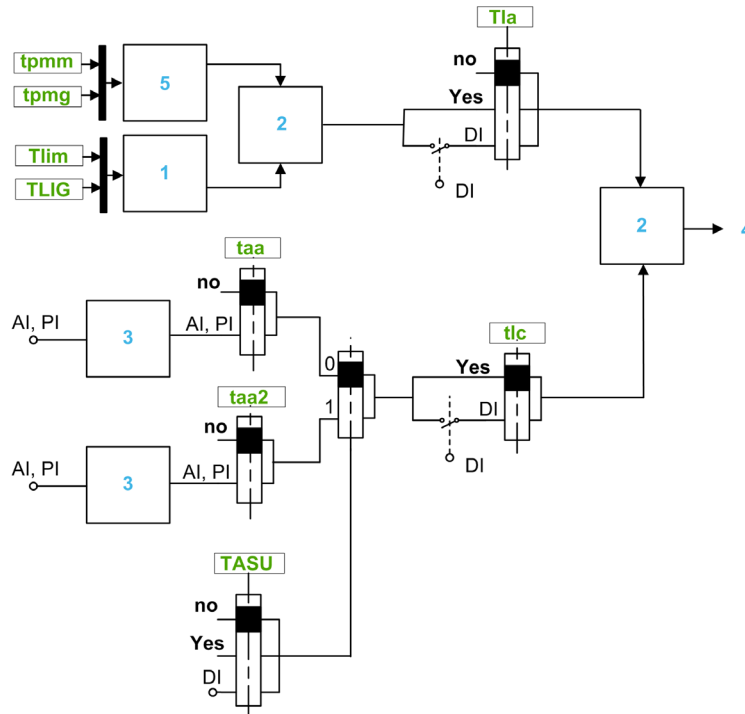 Tla
tpmm
tpmg
5
no
Yes
DI
DI
2
Tlim
TLIG
1
2
4
taa
no
AI, PI
3
AI, PI
tlc
0
Yes
1
DI
DI
taa2
no
AI, PI
3
AI, PI
TASU
no
Yes
DI